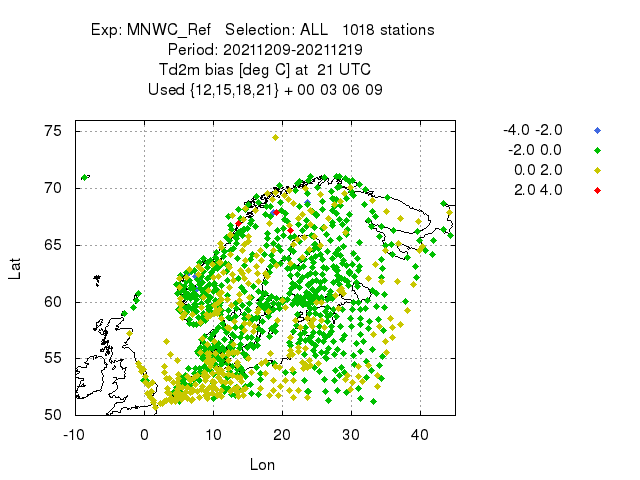 Exp: MNWC_Ref   Selection: ALL   1018 stations
Period: 20211209-20211219
Td2m bias [deg C] at  21 UTC
Used {12,15,18,21} + 00 03 06 09
-4.0 -2.0
-2.0 0.0
0.0 2.0
2.0 4.0
75
70
65
60
55
50
Lat
-10 0 10 20 30 40
Lon